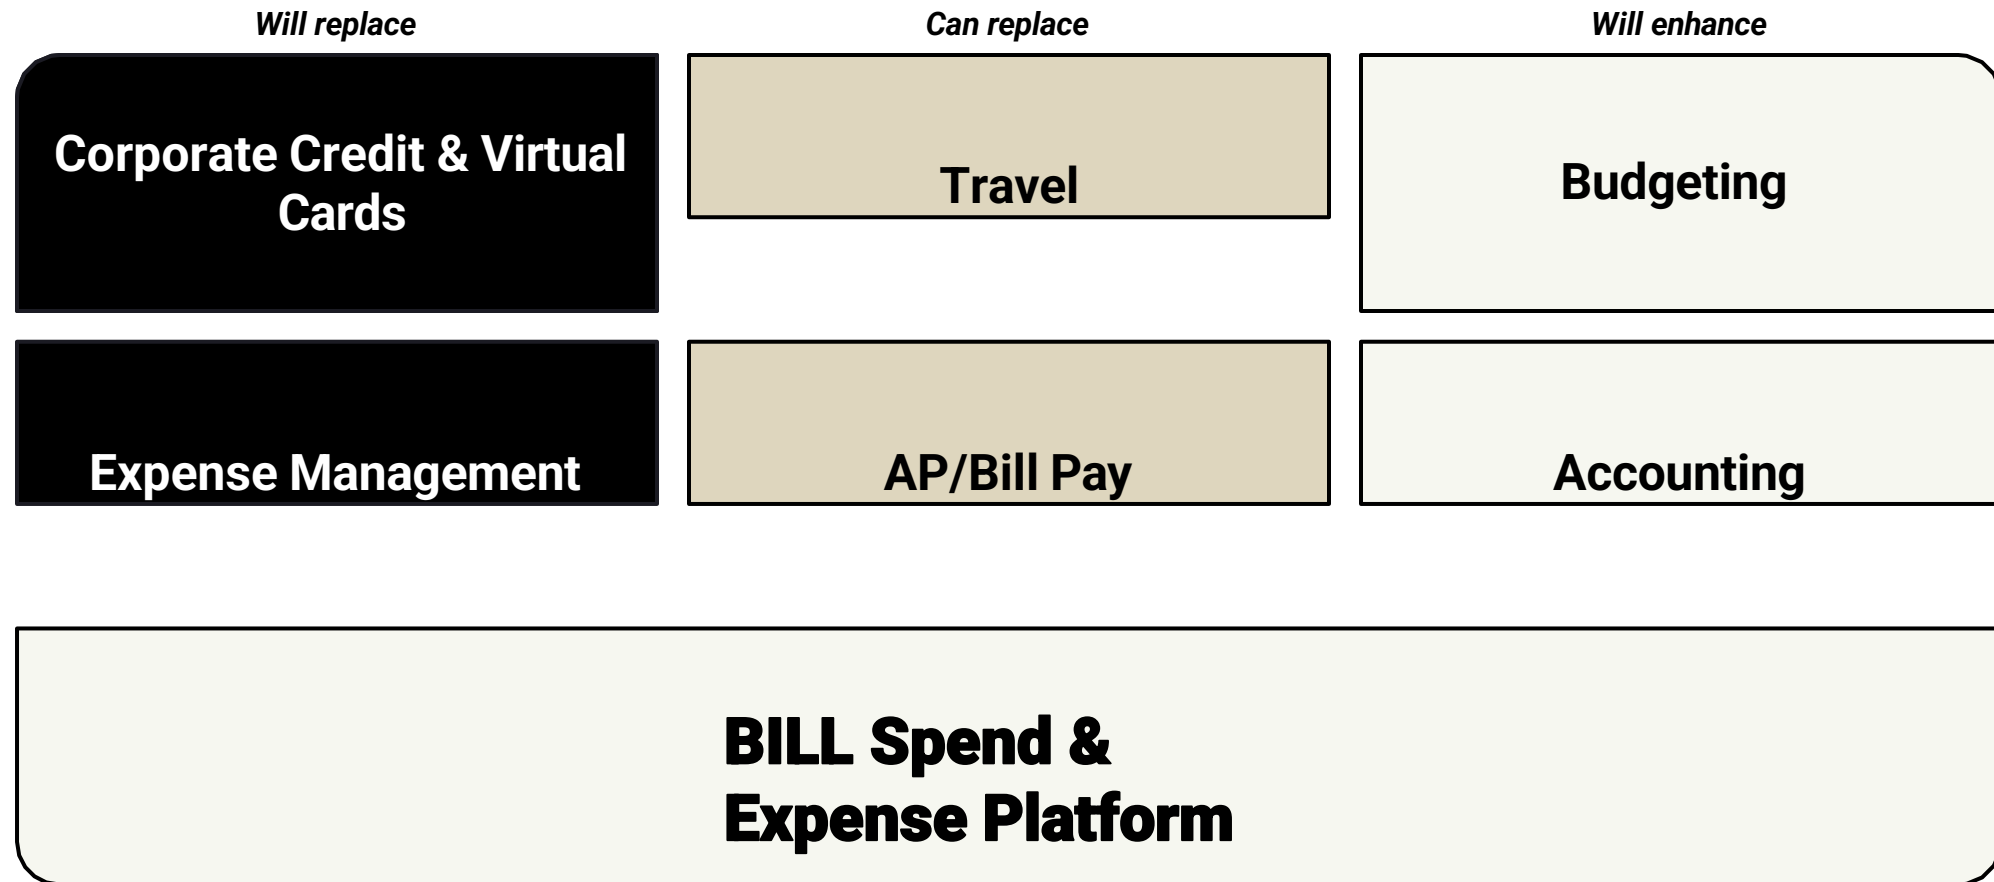 Will replace
Can replace
Will enhance
Corporate Credit & Virtual
Cards
Travel
Budgeting
Expense Management
AP/Bill Pay
Accounting
BILL Spend &
Expense Platform